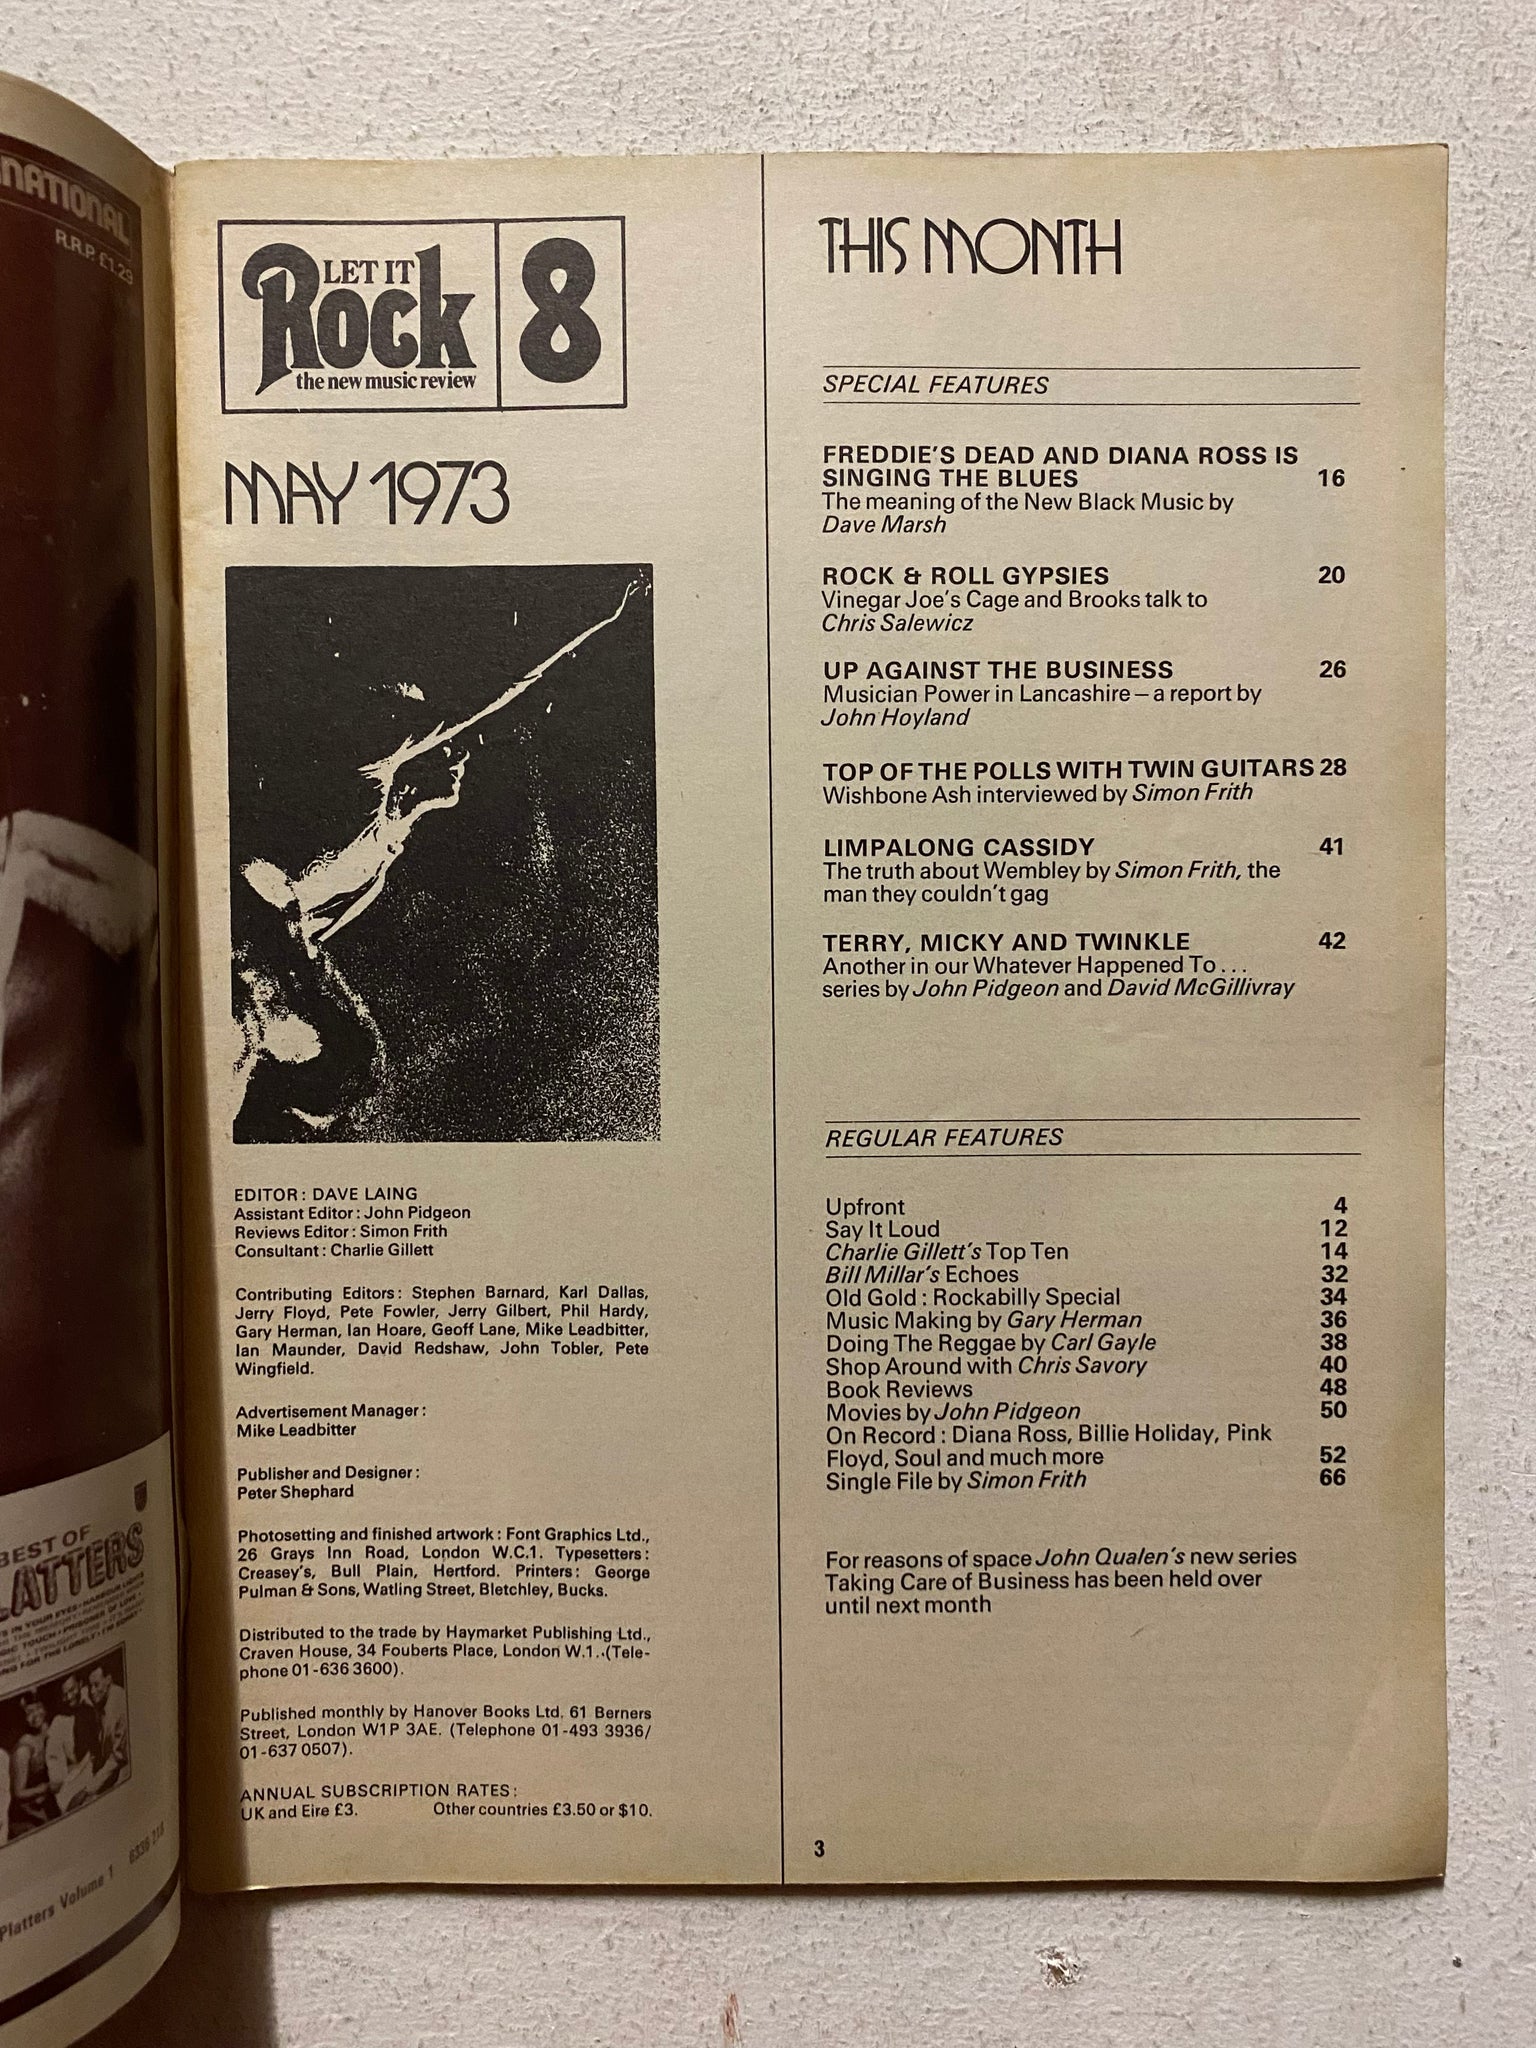 NATIONAL
R.R.P. £1.29
BEST OF
LATTERS
Platters Volume 1 6336 218
LET IT
Rock
the new music review
8
MAY 1973
EDITOR: DAVE LAING
Assistant Editor: John Pidgeon
Reviews Editor: Simon Frith
Consultant: Charlie Gillett
Contributing Editors: Stephen Barnard, Karl Dallas,
Jerry Floyd, Pete Fowler, Jerry Gilbert, Phil Hardy,
Gary Herman, Ian Hoare, Geoff Lane, Mike Leadbitter,
Ian Maunder, David Redshaw, John Tobler, Pete
Wingfield.
Advertisement Manager:
Mike Leadbitter
Publisher and Designer:
Peter Shephard
Photosetting and finished artwork: Font Graphics Ltd.,
26 Grays Inn Road, London W.C.1. Typesetters:
Creasey's, Bull Plain, Hertford. Printers: George
Pulman & Sons, Watling Street, Bletchley, Bucks.
Distributed to the trade by Haymarket Publishing Ltd.,
Craven House, 34 Fouberts Place, London W.1. (Tele-
phone 01-636 3600).
Published monthly by Hanover Books Ltd. 61 Berners
Street, London W1P 3AE. (Telephone 01-493 3936/
01-637 0507).
ANNUAL SUBSCRIPTION RATES:
UK and Eire £3. Other countries £3.50 or $10.
THIS MONTH
SPECIAL FEATURES
FREDDIE'S DEAD AND DIANA ROSS IS
SINGING THE BLUES 16
The meaning of the New Black Music by
Dave Marsh
ROCK & ROLL GYPSIES 20
Vinegar Joe's Cage and Brooks talk to
Chris Salewicz
UP AGAINST THE BUSINESS 26
Musician Power in Lancashire – a report by
John Hoyland
TOP OF THE POLLS WITH TWIN GUITARS 28
Wishbone Ash interviewed by Simon Frith
LIMPALONG CASSIDY 41
The truth about Wembley by Simon Frith, the
man they couldn't gag
TERRY, MICKY AND TWINKLE 42
Another in our Whatever Happened To...
series by John Pidgeon and David McGillivray
REGULAR FEATURES
Upfront 4
Say It Loud 12
Charlie Gillett's Top Ten 14
Bill Millar's Echoes 32
Old Gold: Rockabilly Special 34
Music Making by Gary Herman 36
Doing The Reggae by Carl Gayle 38
Shop Around with Chris Savory 40
Book Reviews 48
Movies by John Pidgeon 50
On Record: Diana Ross, Billie Holiday, Pink
Floyd, Soul and much more 52
Single File by Simon Frith 66
For reasons of space John Qualen's new series
Taking Care of Business has been held over
until next month
3